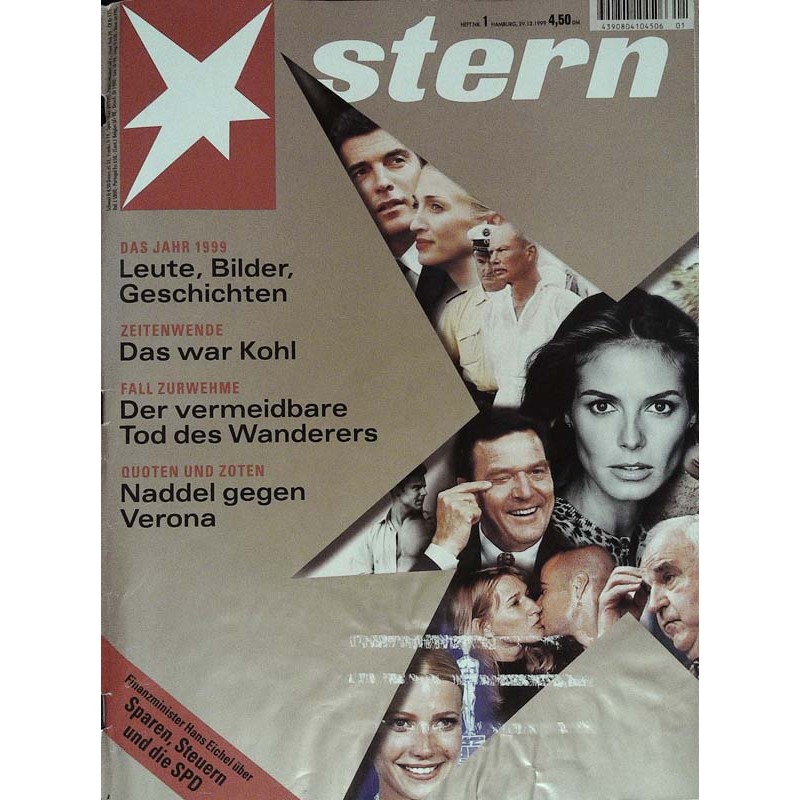 HEFT NR. 1 HAMBURG, 29.12.1999 4,50 DM
4390804104506 01
stern
DAS JAHR 1999
Leute, Bilder,
Geschichten
ZEITENWENDE
Das war Kohl
FALL ZURWEHME
Der vermeidbare
Tod des Wanderers
QUOTEN UND ZOTEN
Naddel gegen
Verona
Finanzminister Hans Eichel über
Sparen, Steuern
und die SPD